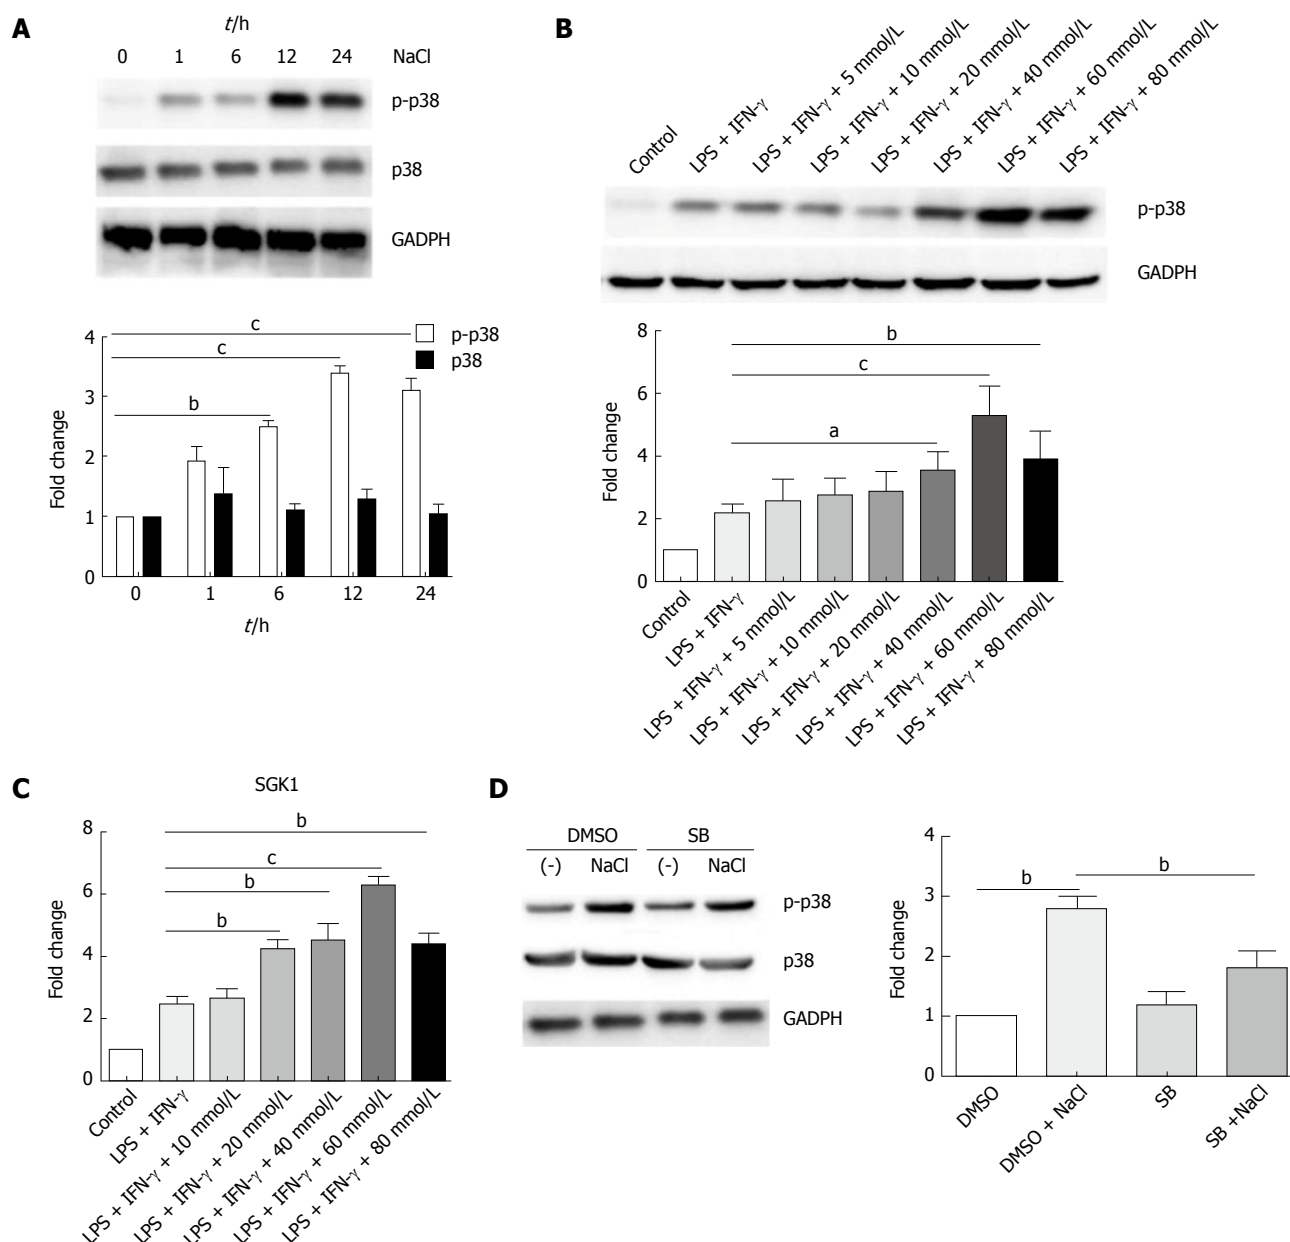 A
t/h
0 1 6 12 24 NaCl
p-p38
p38
GADPH
4
3
2
1
0
Fold change
c
c
b
p-p38
p38
0 1 6 12 24
t/h
B
Control
LPS + IFN-γ
LPS + IFN-γ + 5 mmol/L
LPS + IFN-γ + 10 mmol/L
LPS + IFN-γ + 20 mmol/L
LPS + IFN-γ + 40 mmol/L
LPS + IFN-γ + 60 mmol/L
LPS + IFN-γ + 80 mmol/L
p-p38
GADPH
8
6
4
2
0
Fold change
b
c
a
Control
LPS + IFN-γ
LPS + IFN-γ + 5 mmol/L
LPS + IFN-γ + 10 mmol/L
LPS + IFN-γ + 20 mmol/L
LPS + IFN-γ + 40 mmol/L
LPS + IFN-γ + 60 mmol/L
LPS + IFN-γ + 80 mmol/L
C
SGK1
8
6
4
2
0
Fold change
b
c
b
b
Control
LPS + IFN-γ
LPS + IFN-γ + 10 mmol/L
LPS + IFN-γ + 20 mmol/L
LPS + IFN-γ + 40 mmol/L
LPS + IFN-γ + 60 mmol/L
LPS + IFN-γ + 80 mmol/L
D
DMSO SB
(-) NaCl (-) NaCl
p-p38
p38
GADPH
4
3
2
1
0
Fold change
b
b
DMSO
DMSO + NaCl
SB
SB +NaCl